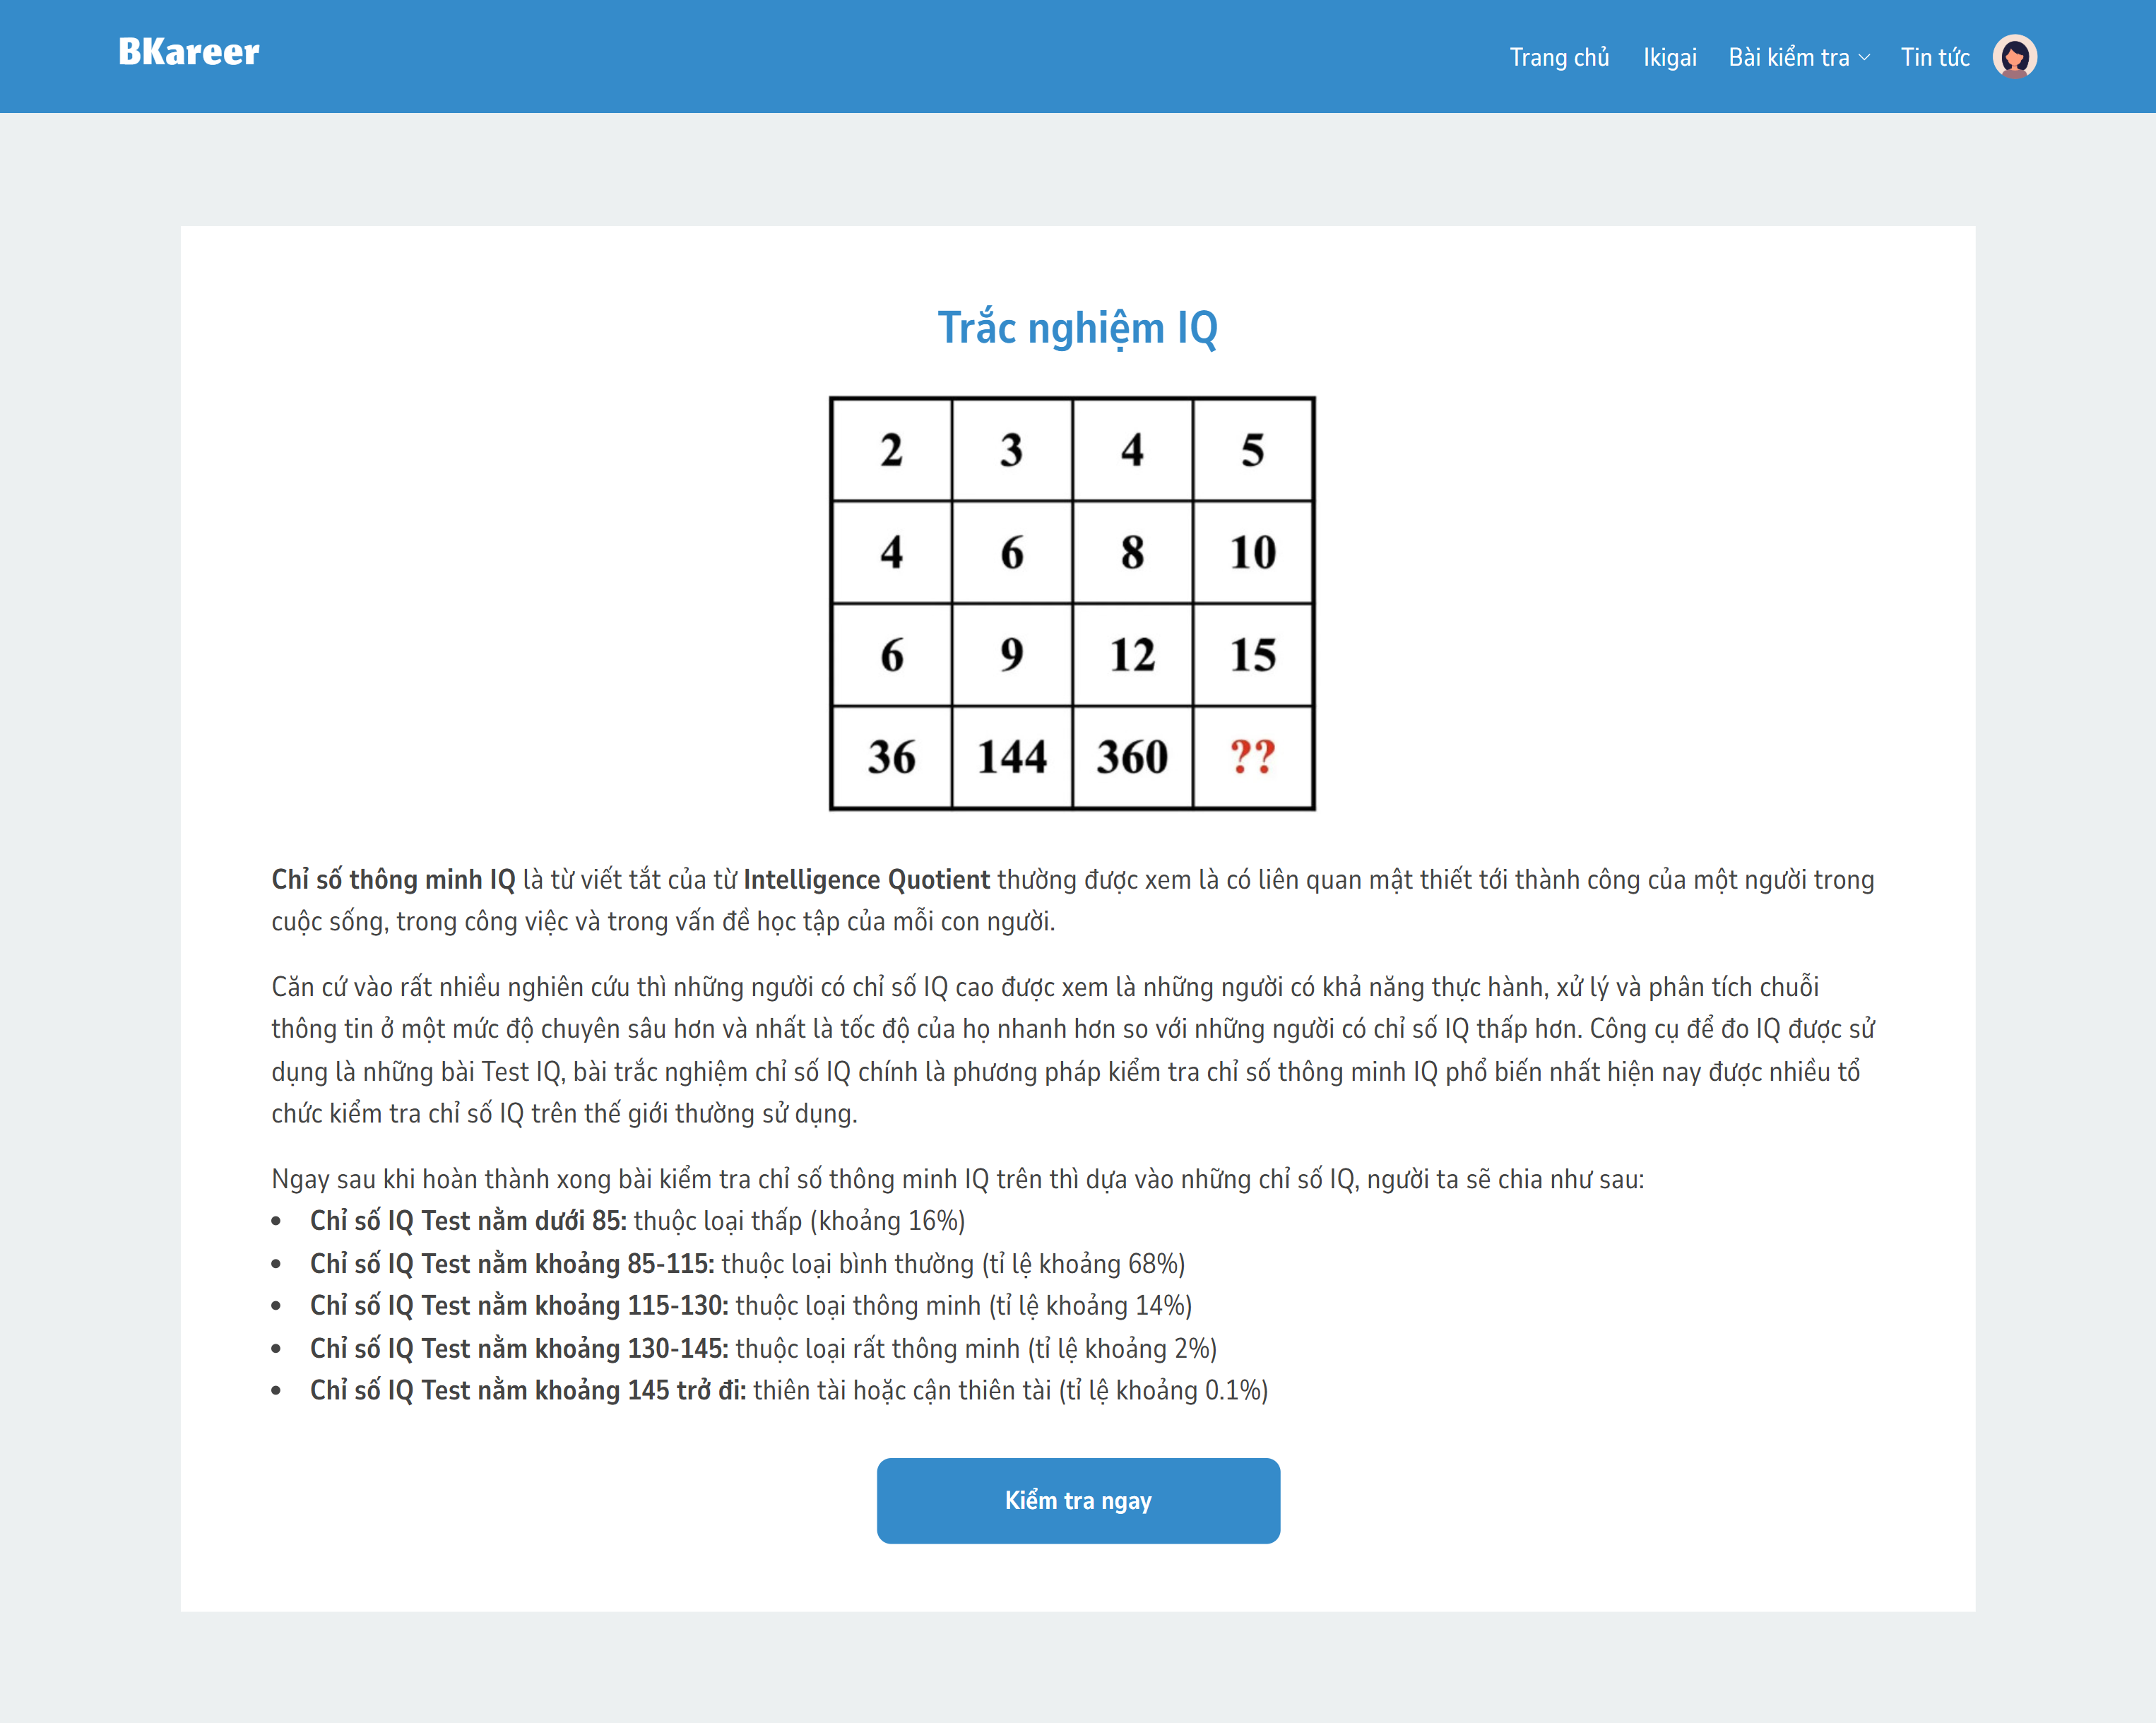 BKareer
Trang chủ Ikigai Bài kiểm tra Tin tức
Trắc nghiệm IQ
2 3 4 5
4 6 8 10
6 9 12 15
36 144 360 ??
Chỉ số thông minh IQ là từ viết tắt của từ Intelligence Quotient thường được xem là có liên quan mật thiết tới thành công của một người trong
cuộc sống, trong công việc và trong vấn đề học tập của mỗi con người.
Căn cứ vào rất nhiều nghiên cứu thì những người có chỉ số IQ cao được xem là những người có khả năng thực hành, xử lý và phân tích chuỗi
thông tin ở một mức độ chuyên sâu hơn và nhất là tốc độ của họ nhanh hơn so với những người có chỉ số IQ thấp hơn. Công cụ để đo IQ được sử
dụng là những bài Test IQ, bài trắc nghiệm chỉ số IQ chính là phương pháp kiểm tra chỉ số thông minh IQ phổ biến nhất hiện nay được nhiều tổ
chức kiểm tra chỉ số IQ trên thế giới thường sử dụng.
Ngay sau khi hoàn thành xong bài kiểm tra chỉ số thông minh IQ trên thì dựa vào những chỉ số IQ, người ta sẽ chia như sau:
• Chỉ số IQ Test nằm dưới 85: thuộc loại thấp (khoảng 16%)
• Chỉ số IQ Test nằm khoảng 85-115: thuộc loại bình thường (tỉ lệ khoảng 68%)
• Chỉ số IQ Test nằm khoảng 115-130: thuộc loại thông minh (tỉ lệ khoảng 14%)
• Chỉ số IQ Test nằm khoảng 130-145: thuộc loại rất thông minh (tỉ lệ khoảng 2%)
• Chỉ số IQ Test nằm khoảng 145 trở đi: thiên tài hoặc cận thiên tài (tỉ lệ khoảng 0.1%)
Kiểm tra ngay